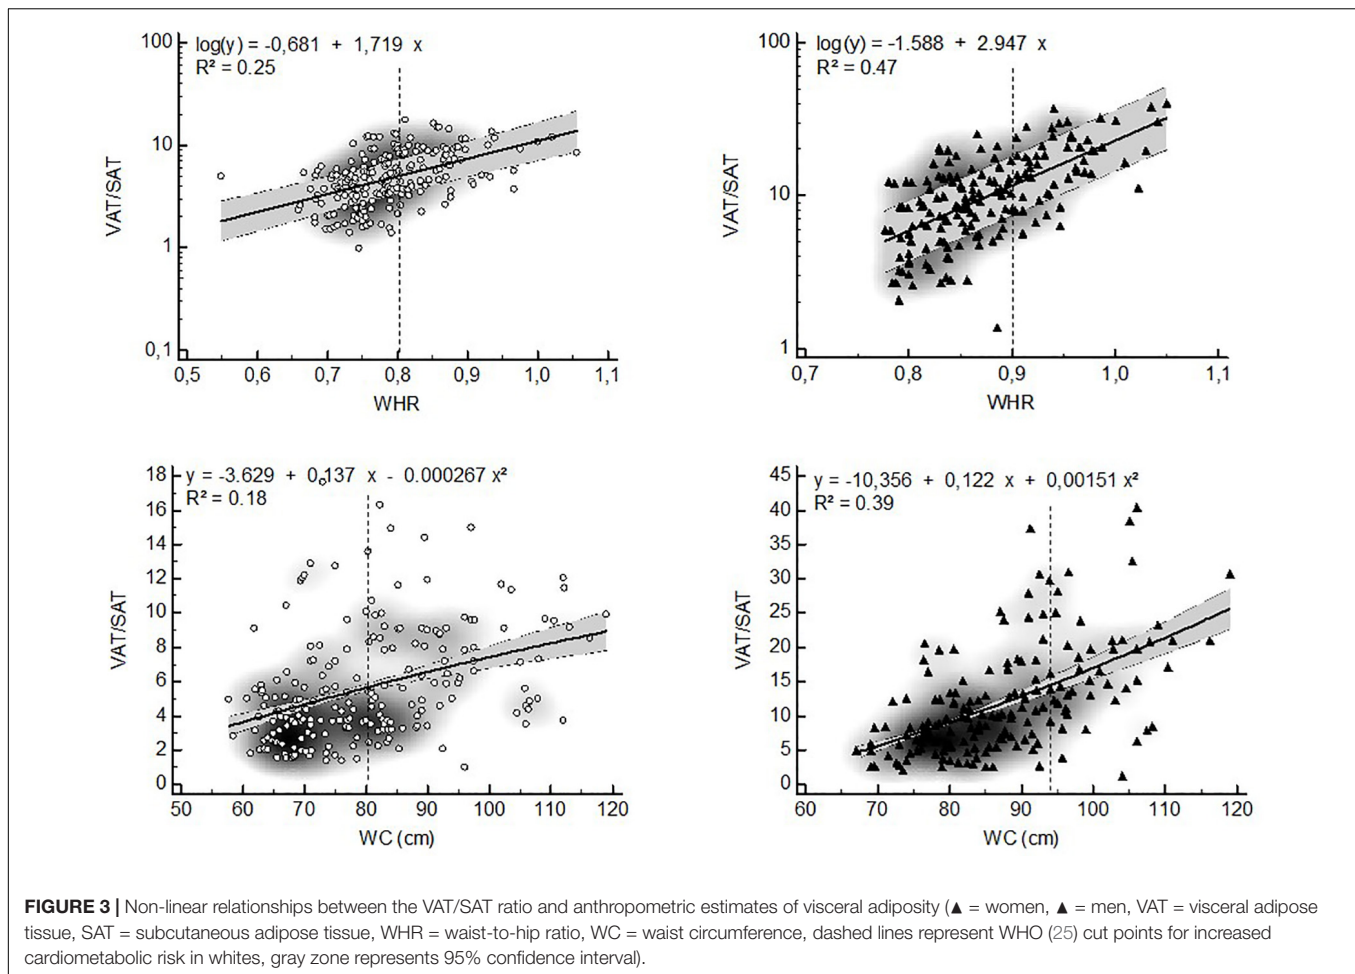 log(y) = -0,681 + 1,719 x
R² = 0.25
100
10
1
0,1
VAT/SAT
0,5 0,6 0,7 0,8 0,9 1,0 1,1
WHR
log(y) = -1.588 + 2.947 x
R² = 0.47
100
10
1
VAT/SAT
0,7 0,8 0,9 1,0 1,1
WHR
y = -3.629 + 0,137 x - 0.000267 x²
R² = 0.18
18
16
14
12
10
8
6
4
2
0
VAT/SAT
50 60 70 80 90 100 110 120
WC (cm)
y = -10,356 + 0,122 x + 0,00151 x²
R² = 0.39
45
40
35
30
25
20
15
10
5
0
VAT/SAT
70 80 90 100 110 120
WC (cm)
FIGURE 3 | Non-linear relationships between the VAT/SAT ratio and anthropometric estimates of visceral adiposity (▲ = women, ▲ = men, VAT = visceral adipose
tissue, SAT = subcutaneous adipose tissue, WHR = waist-to-hip ratio, WC = waist circumference, dashed lines represent WHO (25) cut points for increased
cardiometabolic risk in whites, gray zone represents 95% confidence interval).